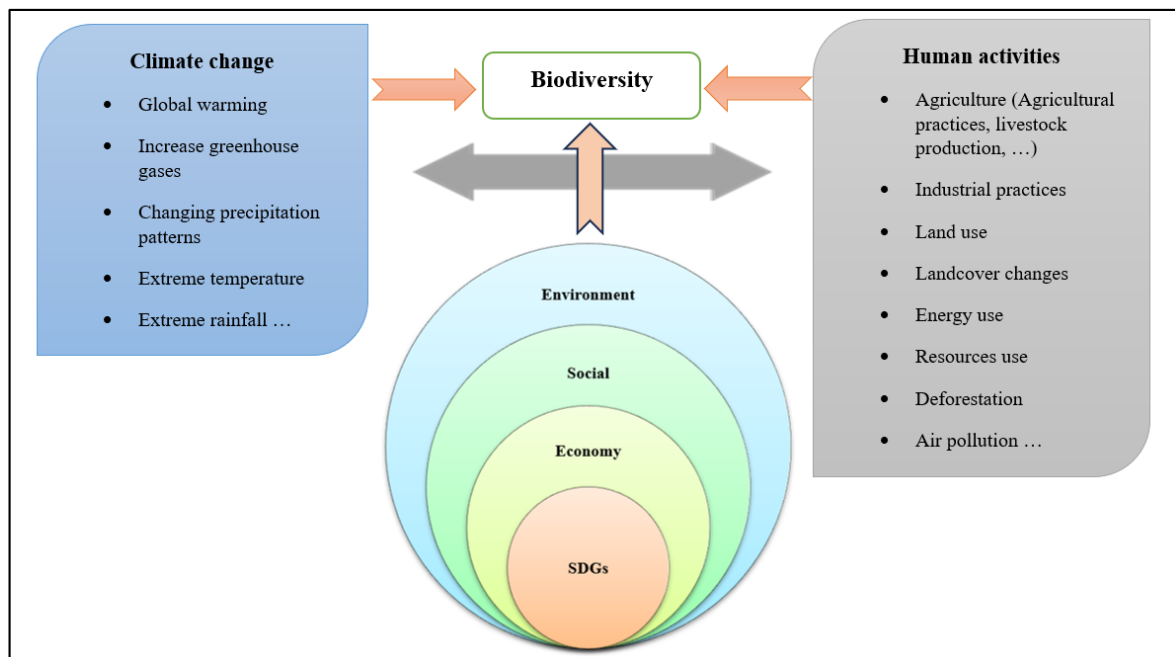 Climate change
• Global warming
• Increase greenhouse
gases
• Changing precipitation
patterns
• Extreme temperature
• Extreme rainfall …
Biodiversity
Human activities
• Agriculture (Agricultural
practices, livestock
production, …)
• Industrial practices
• Land use
• Landcover changes
• Energy use
• Resources use
• Deforestation
• Air pollution …
Environment
Social
Economy
SDGs